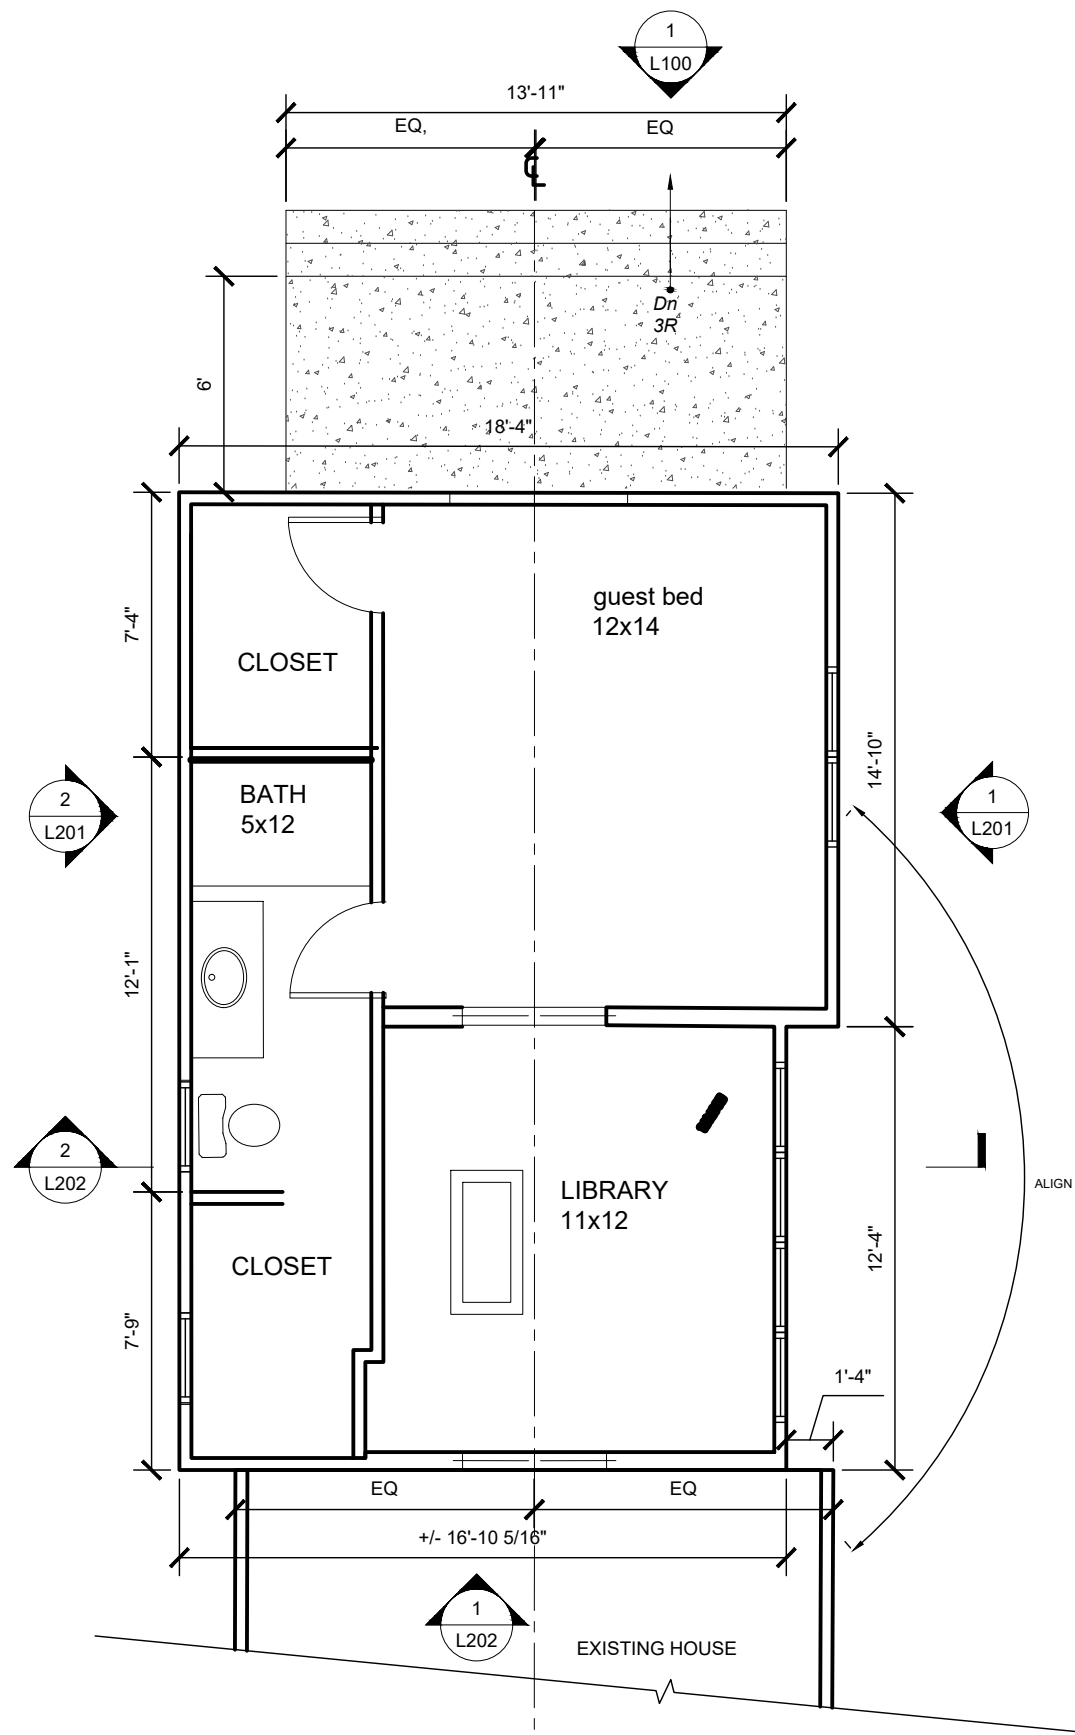 1
L100
13'-11"
EQ,
EQ
CL
Dn
3R
6'
18'-4"
guest bed
12x14
7'-4"
CLOSET
14'-10"
BATH
5x12
2
L201
1
L201
12'-1"
2
L202
LIBRARY
11x12
ALIGN
12'-4"
CLOSET
7'-9"
1'-4"
EQ
EQ
+/- 16'-10 5/16"
1
L202
EXISTING HOUSE